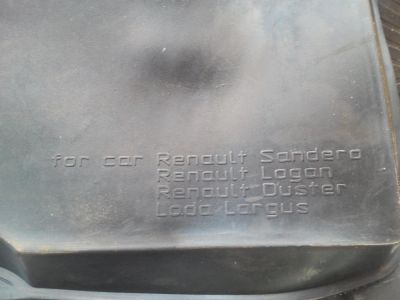 for car Renault Sandero
Renault Logan
Renault Duster
Lada Largus